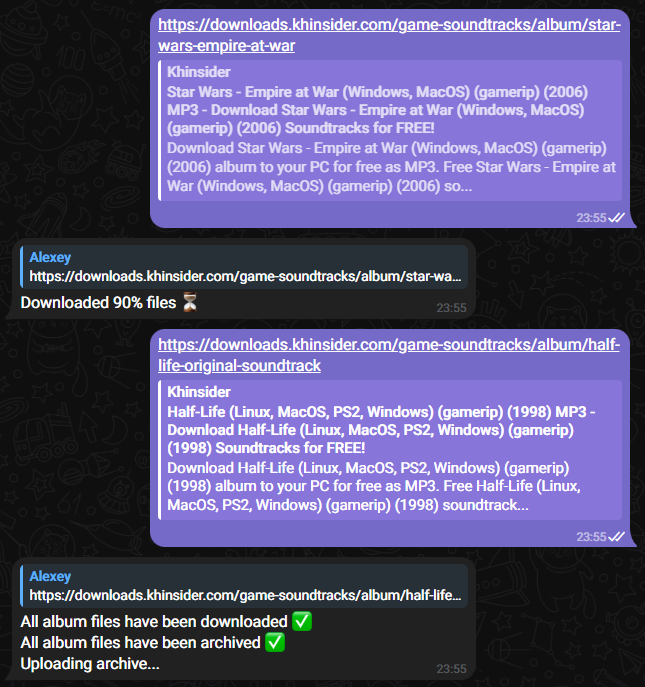 https://downloads.khinsider.com/game-soundtracks/album/star-
wars-empire-at-war
Khinsider
Star Wars - Empire at War (Windows, MacOS) (gamerip) (2006)
MP3 - Download Star Wars - Empire at War (Windows, MacOS)
(gamerip) (2006) Soundtracks for FREE!
Download Star Wars - Empire at War (Windows, MacOS) (gamerip)
(2006) album to your PC for free as MP3. Free Star Wars - Empire at
War (Windows, MacOS) (gamerip) (2006) so...
23:55
Alexey
https://downloads.khinsider.com/game-soundtracks/album/star-wa...
Downloaded 90% files ⏳
23:55
https://downloads.khinsider.com/game-soundtracks/album/half-
life-original-soundtrack
Khinsider
Half-Life (Linux, MacOS, PS2, Windows) (gamerip) (1998) MP3 -
Download Half-Life (Linux, MacOS, PS2, Windows) (gamerip)
(1998) Soundtracks for FREE!
Download Half-Life (Linux, MacOS, PS2, Windows) (gamerip)
(1998) album to your PC for free as MP3. Free Half-Life (Linux,
MacOS, PS2, Windows) (gamerip) (1998) soundtrack...
23:55
Alexey
https://downloads.khinsider.com/game-soundtracks/album/half-life...
All album files have been downloaded ✅
All album files have been archived ✅
Uploading archive...
23:55